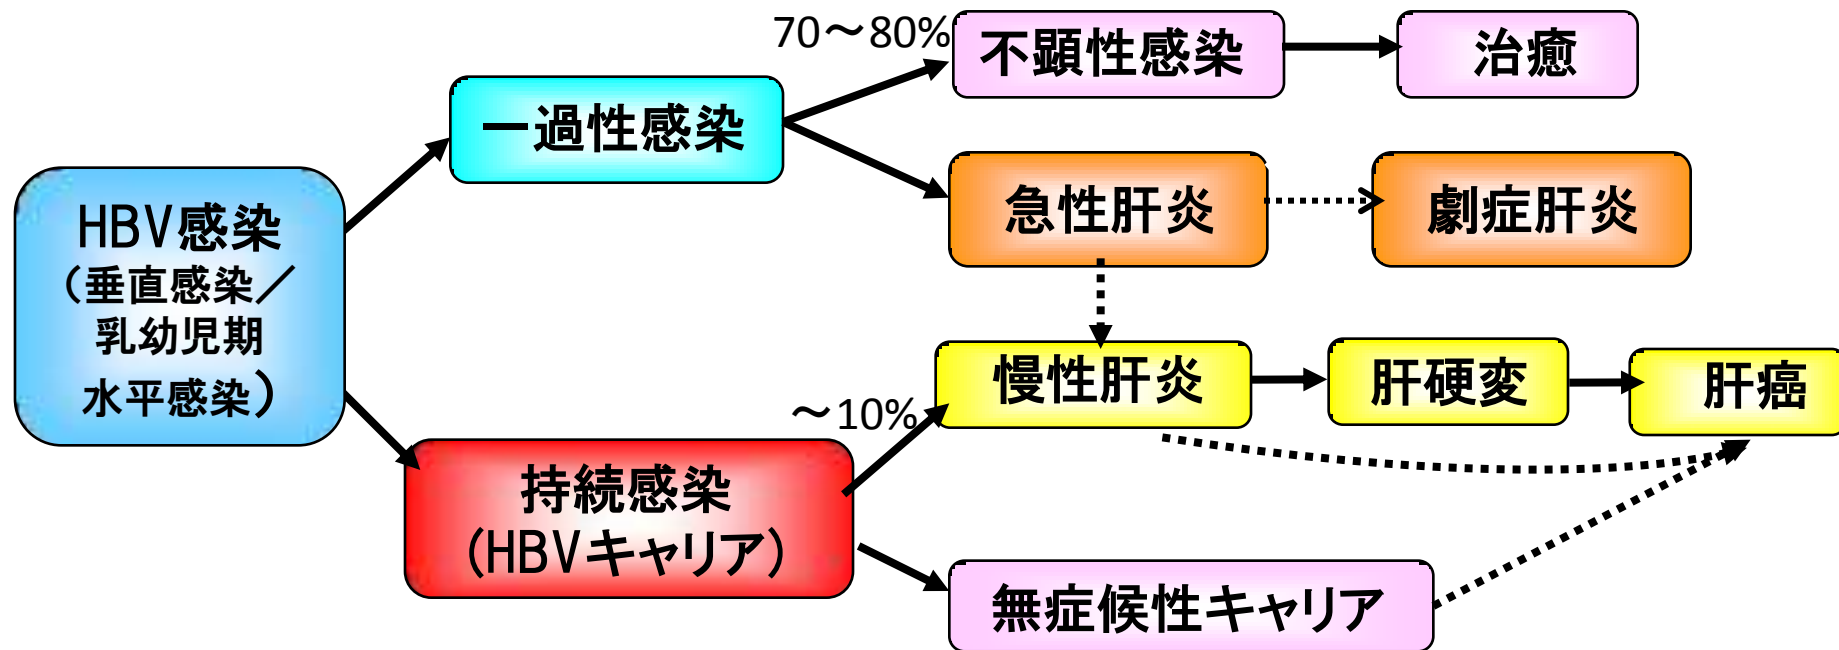 70～80%
不顕性感染
治癒
一過性感染
急性肝炎
劇症肝炎
HBV感染
（垂直感染／
乳幼児期
水平感染）
慢性肝炎
肝硬変
肝癌
～10%
持続感染
（HBVキャリア）
無症候性キャリア